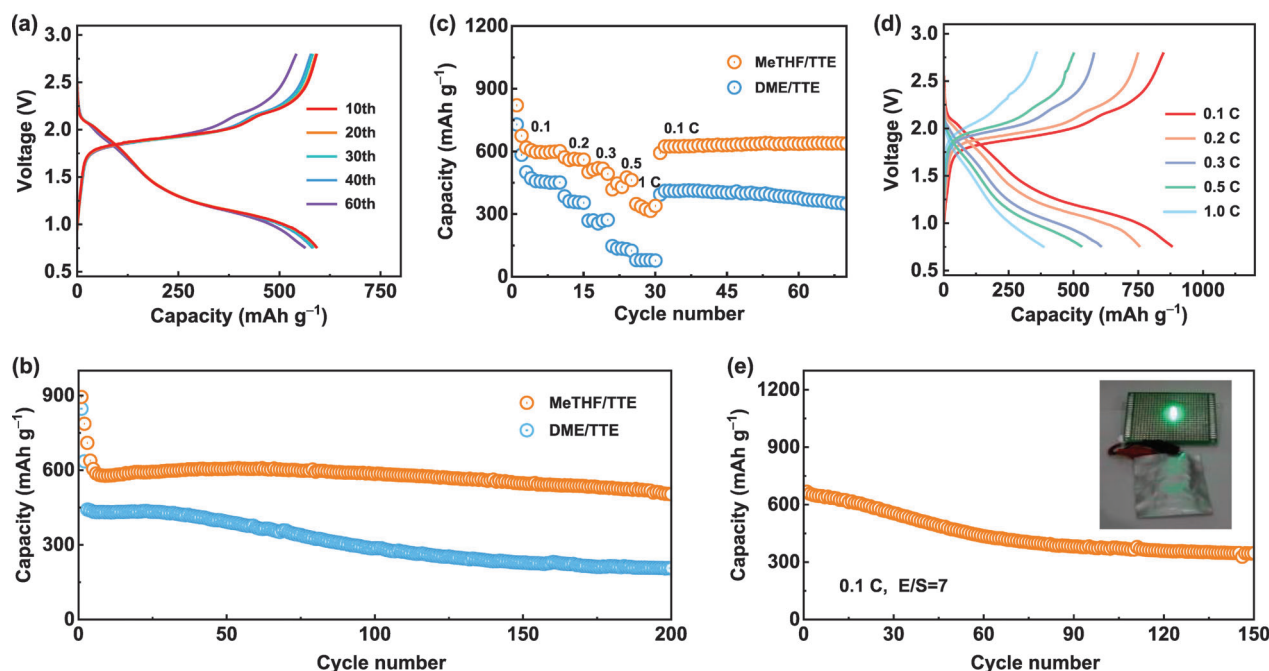 (a)
3.0
2.5
2.0
1.5
1.0
0.5
Voltage (V)
10th
20th
30th
40th
60th
0
250
500
750
Capacity (mAh g⁻¹)
(c)
1200
900
600
300
0
Capacity (mAh g⁻¹)
MeTHF/TTE
DME/TTE
0.1
0.2
0.3
0.5
1 C
0.1 C
0
15
30
45
60
Cycle number
(d)
3.0
2.5
2.0
1.5
1.0
0.5
Voltage (V)
0.1 C
0.2 C
0.3 C
0.5 C
1.0 C
0
250
500
750
1000
Capacity (mAh g⁻¹)
(b)
900
600
300
0
Capacity (mAh g⁻¹)
MeTHF/TTE
DME/TTE
0
50
100
150
200
Cycle number
(e)
1200
900
600
300
0
Capacity (mAh g⁻¹)
0.1 C, E/S=7
0
30
60
90
120
150
Cycle number